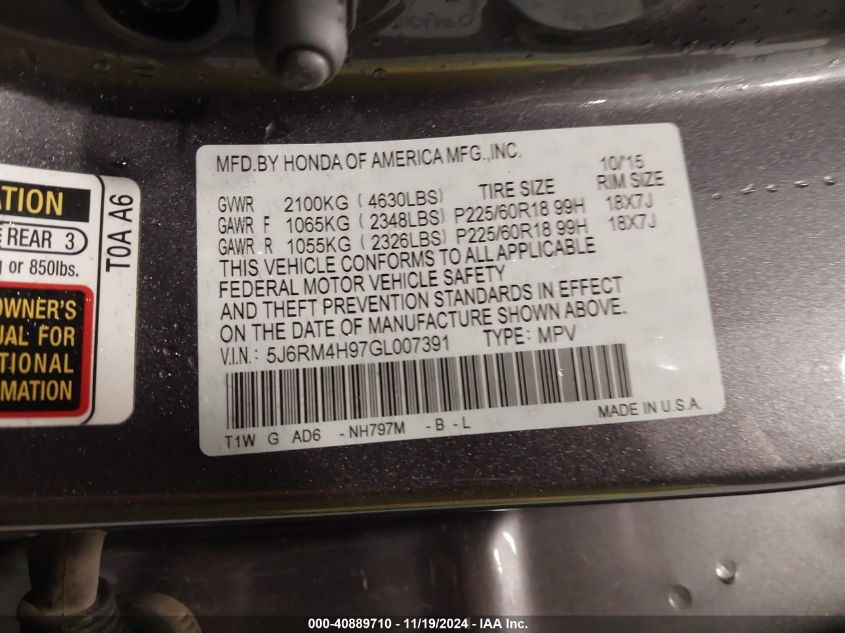 MFD.BY HONDA OF AMERICA MFG.,INC. 10/15
GVWR 2100KG ( 4630LBS) TIRE SIZE RIM SIZE
GAWR F 1065KG ( 2348LBS) P225/60R18 99H 18X7J
GAWR R 1055KG ( 2326LBS) P225/60R18 99H 18X7J
THIS VEHICLE CONFORMS TO ALL APPLICABLE
FEDERAL MOTOR VEHICLE SAFETY
AND THEFT PREVENTION STANDARDS IN EFFECT
ON THE DATE OF MANUFACTURE SHOWN ABOVE.
V.I.N.: 5J6RM4H97GL007391 TYPE: MPV
T1W G AD6 -NH797M -B -L MADE IN U.S.A.
ATION
REAR 3
or 850lbs.
OWNER'S
UAL FOR
TIONAL
MATION
T0A A6
000-40889710 - 11/19/2024 - IAA Inc.